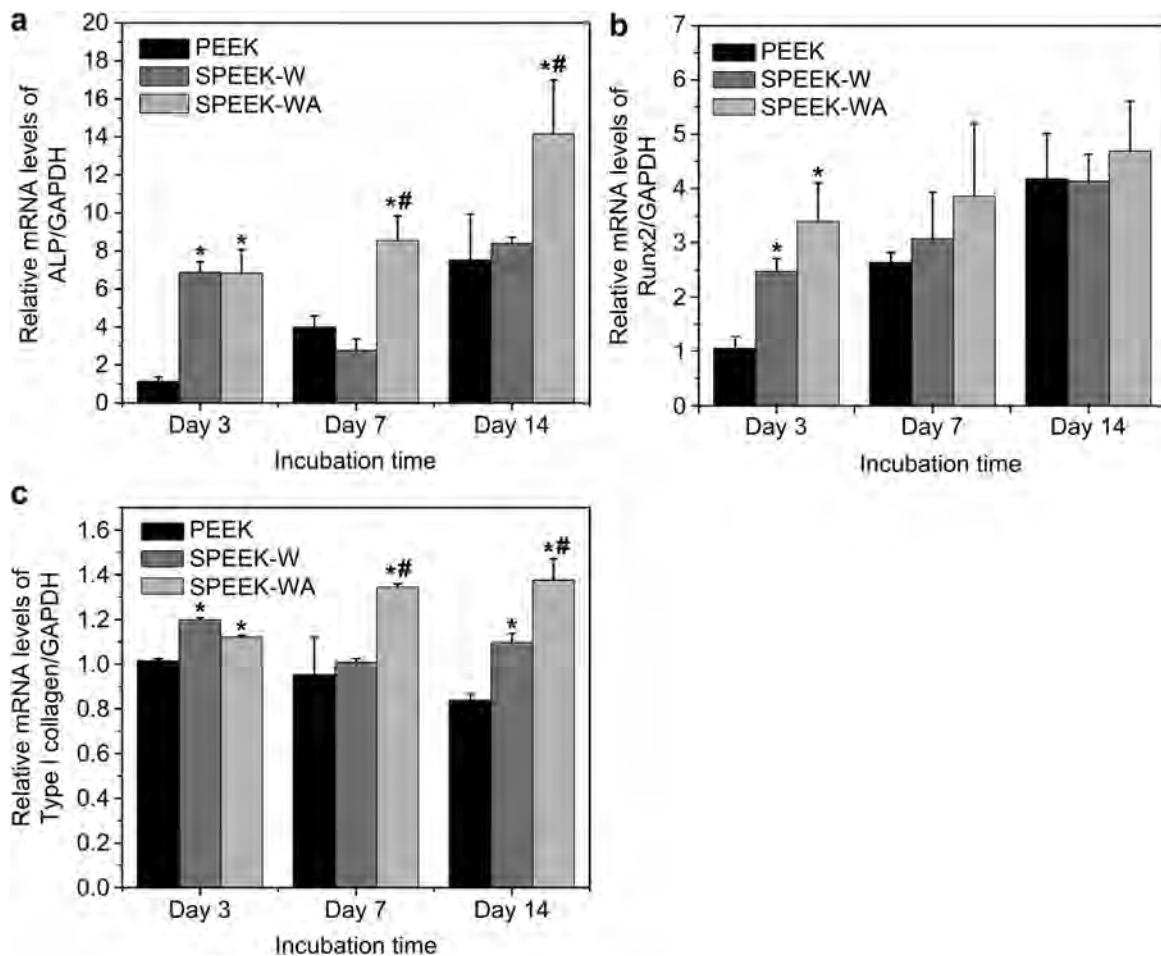 a
Relative mRNA levels of
ALP/GAPDH
20
18
16
14
12
10
8
6
4
2
0
PEEK
SPEEK-W
SPEEK-WA
*
*
*#
*#
Day 3
Day 7
Day 14
Incubation time
b
Relative mRNA levels of
Runx2/GAPDH
7
6
5
4
3
2
1
0
PEEK
SPEEK-W
SPEEK-WA
*
*
Day 3
Day 7
Day 14
Incubation time
c
Relative mRNA levels of
Type I collagen/GAPDH
1.6
1.4
1.2
1.0
0.8
0.6
0.4
0.2
0.0
PEEK
SPEEK-W
SPEEK-WA
*
*
*#
*
*#
Day 3
Day 7
Day 14
Incubation time